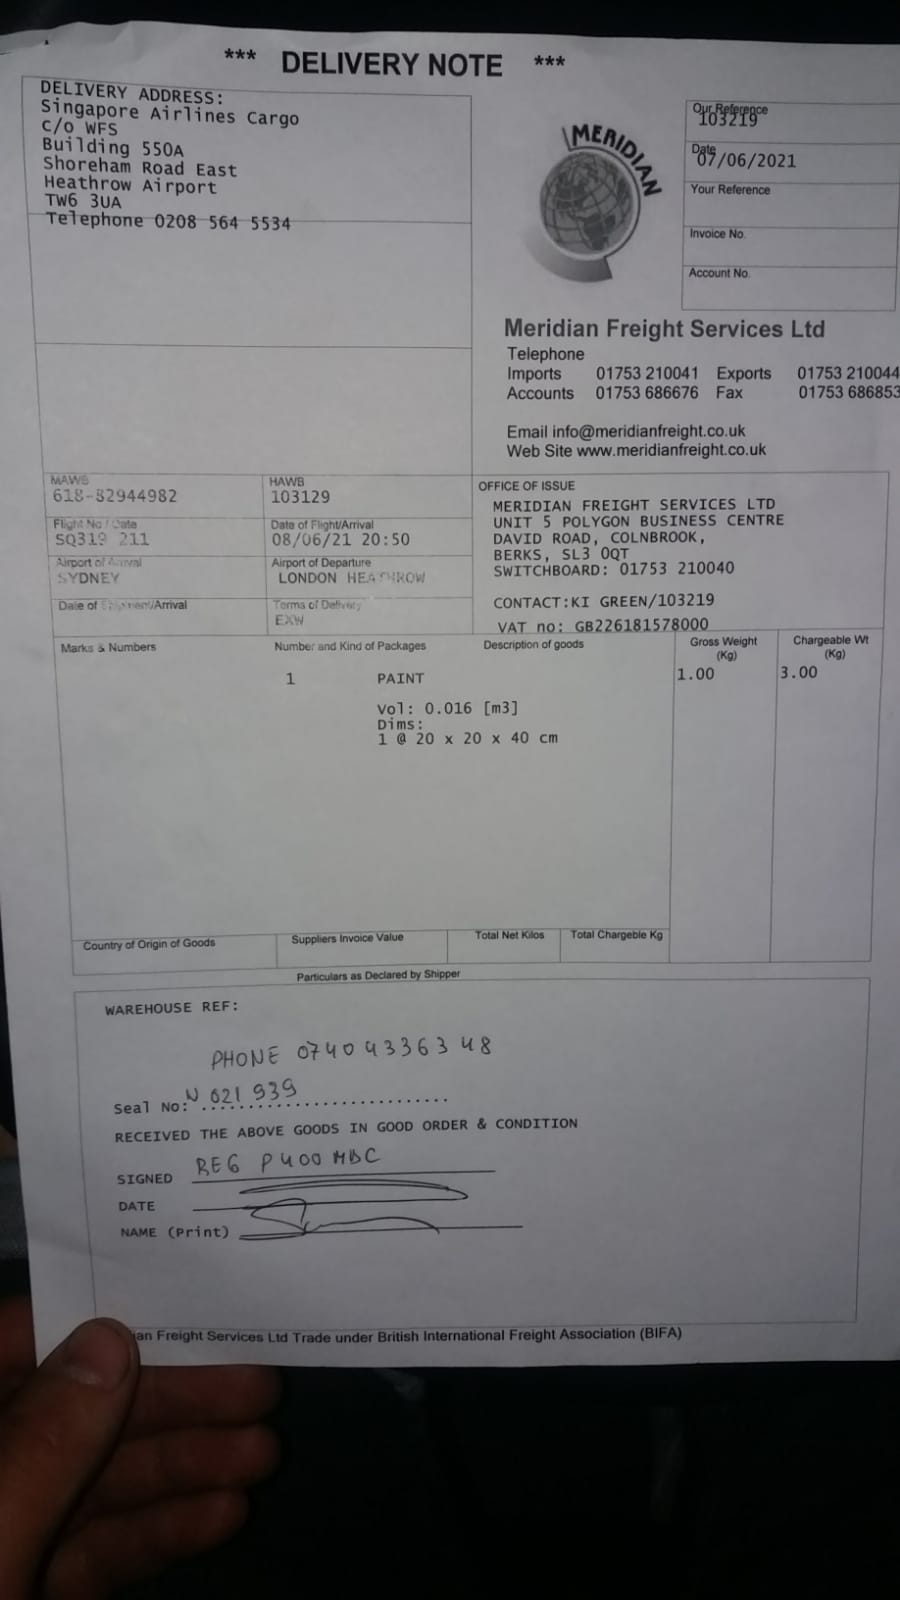 *** DELIVERY NOTE ***
DELIVERY ADDRESS:
Singapore Airlines Cargo
c/o WFS
Building 550A
Shoreham Road East
Heathrow Airport
TW6 3UA
Telephone 0208 564 5534
MERIDIAN
Our Reference
103219
Date
07/06/2021
Your Reference
Invoice No.
Account No.
Meridian Freight Services Ltd
Telephone
Imports 01753 210041 Exports 01753 210044
Accounts 01753 686676 Fax 01753 686853
Email info@meridianfreight.co.uk
Web Site www.meridianfreight.co.uk
MAWB
618-82944982
HAWB
103129
Flight No / Date
SQ319 211
Date of Flight/Arrival
08/06/21 20:50
Airport of Arrival
SYDNEY
Airport of Departure
LONDON HEATHROW
Date of Shipment/Arrival
Terms of Delivery
EXW
OFFICE OF ISSUE
MERIDIAN FREIGHT SERVICES LTD
UNIT 5 POLYGON BUSINESS CENTRE
DAVID ROAD, COLNBROOK,
BERKS, SL3 0QT
SWITCHBOARD: 01753 210040
CONTACT:KI GREEN/103219
VAT no: GB226181578000
Marks & Numbers
Number and Kind of Packages
Description of goods
Gross Weight
(Kg)
Chargeable Wt
(Kg)
1 PAINT 1.00 3.00
Vol: 0.016 [m3]
Dims:
1 @ 20 x 20 x 40 cm
Country of Origin of Goods
Suppliers Invoice Value
Total Net Kilos
Total Chargeble Kg
Particulars as Declared by Shipper
WAREHOUSE REF:
PHONE 07404336348
Seal No: N 021 939
RECEIVED THE ABOVE GOODS IN GOOD ORDER & CONDITION
SIGNED REG P400MBC
DATE
NAME (Print)
ian Freight Services Ltd Trade under British International Freight Association (BIFA)